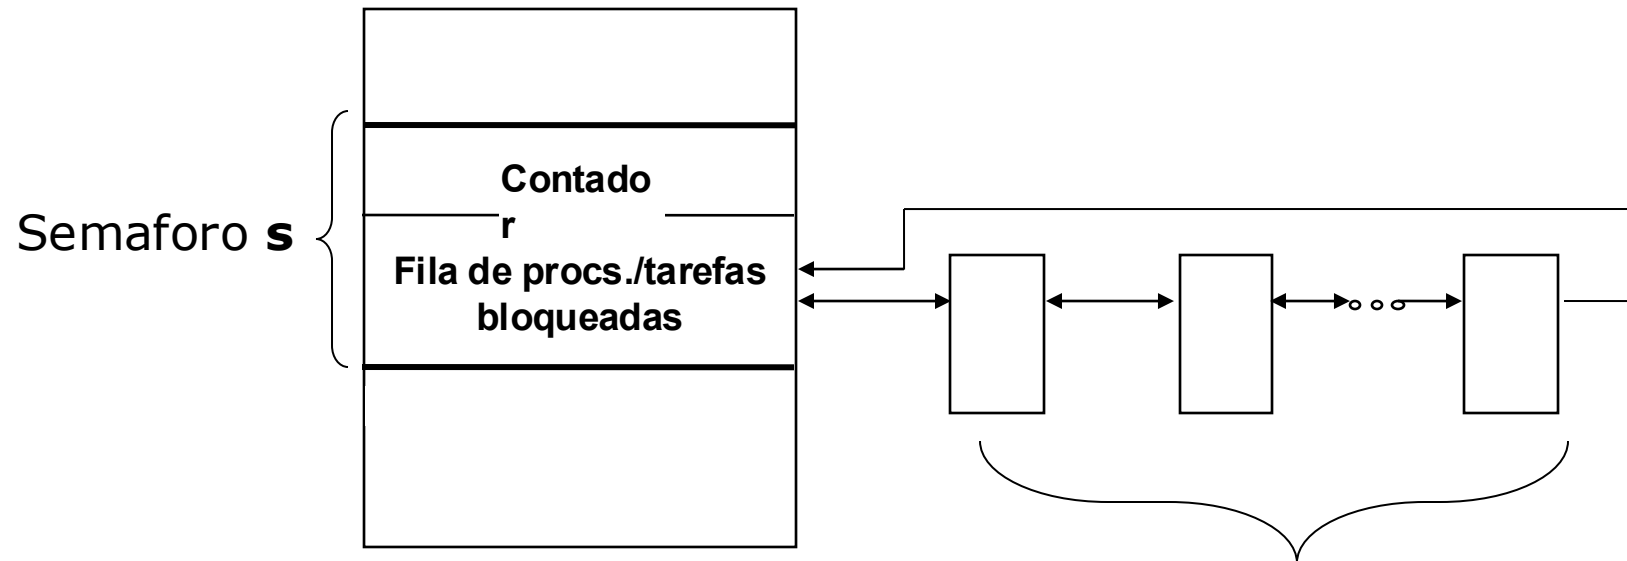 Contado
r
Semaforo s
Fila de procs./tarefas
bloqueadas